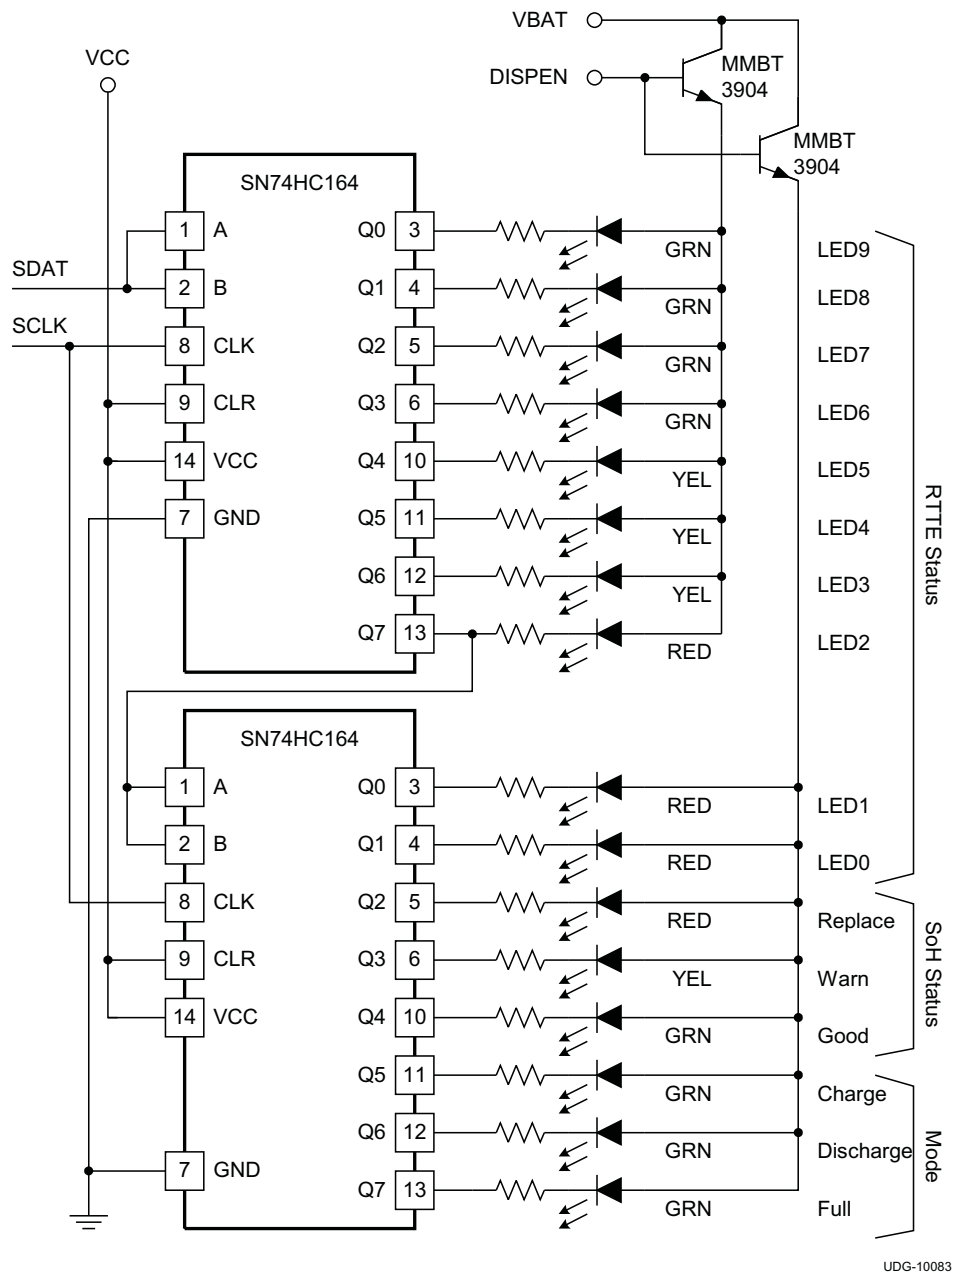 VBAT
VCC
DISPEN
MMBT
3904
MMBT
3904
SN74HC164
1 A Q0 3 GRN LED9
SDAT
2 B Q1 4 GRN LED8
SCLK
8 CLK Q2 5 GRN LED7
9 CLR Q3 6 GRN LED6
14 VCC Q4 10 YEL LED5
7 GND Q5 11 YEL LED4
Q6 12 YEL LED3
Q7 13 RED LED2
RTTE Status
SN74HC164
1 A Q0 3 RED LED1
2 B Q1 4 RED LED0
8 CLK Q2 5 RED Replace
9 CLR Q3 6 YEL Warn
14 VCC Q4 10 GRN Good
SoH Status
Q5 11 GRN Charge
Q6 12 GRN Discharge
7 GND Q7 13 GRN Full
Mode
UDG-10083